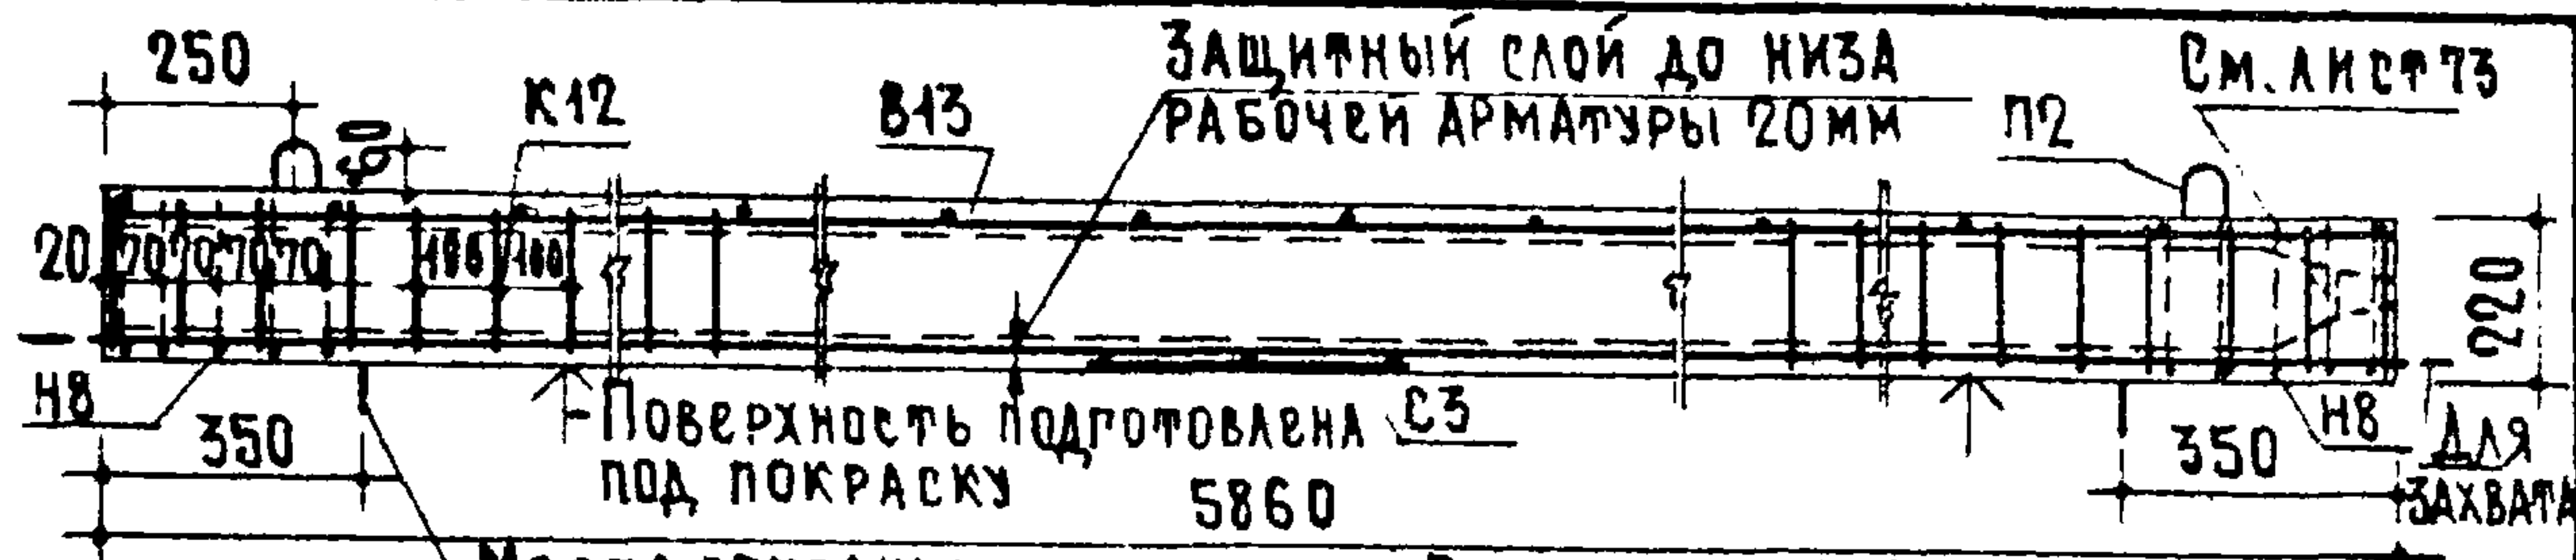 250
К12
В13
ЗАЩИТНЫЙ СЛОЙ ДО НИЗА
РАБОЧЕЙ АРМАТУРЫ 20ММ
См. ЛИСТ 73
П2
60
20
70 70 70 70
100 100
220
Н8
350
Поверхность подготовлена
под покраску
С3
5860
Н8
350
Для
ЗАХВАТА